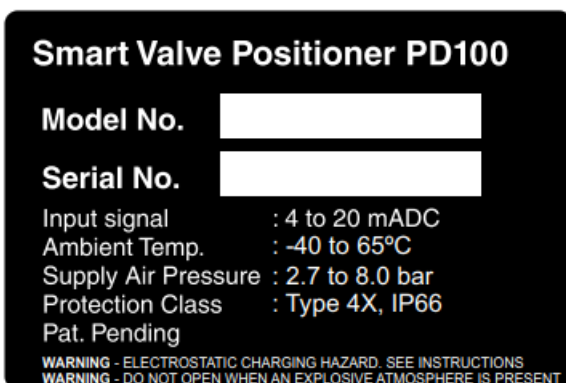 Smart Valve Positioner PD100
Model No.
Serial No.
Input signal : 4 to 20 mADC
Ambient Temp. : -40 to 65ºC
Supply Air Pressure : 2.7 to 8.0 bar
Protection Class : Type 4X, IP66
Pat. Pending
WARNING - ELECTROSTATIC CHARGING HAZARD. SEE INSTRUCTIONS
WARNING - DO NOT OPEN WHEN AN EXPLOSIVE ATMOSPHERE IS PRESENT